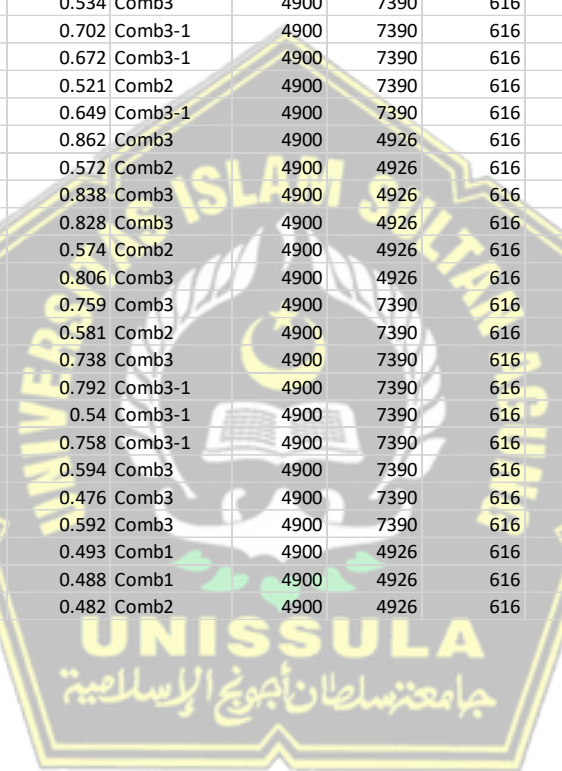 0.534 Comb3 4900 7390 616
0.702 Comb3-1 4900 7390 616
0.672 Comb3-1 4900 7390 616
0.521 Comb2 4900 7390 616
0.649 Comb3-1 4900 7390 616
0.862 Comb3 4900 4926 616
0.572 Comb2 4900 4926 616
0.838 Comb3 4900 4926 616
0.828 Comb3 4900 4926 616
0.574 Comb2 4900 4926 616
0.806 Comb3 4900 4926 616
0.759 Comb3 4900 7390 616
0.581 Comb2 4900 7390 616
0.738 Comb3 4900 7390 616
0.792 Comb3-1 4900 7390 616
0.54 Comb3-1 4900 7390 616
0.758 Comb3-1 4900 7390 616
0.594 Comb3 4900 7390 616
0.476 Comb3 4900 7390 616
0.592 Comb3 4900 7390 616
0.493 Comb1 4900 4926 616
0.488 Comb1 4900 4926 616
0.482 Comb2 4900 4926 616
UNIVERSITAS ISLAM SULTAN AGUNG
UNISSULA
جامعة سلطان أجونج الإسلامية